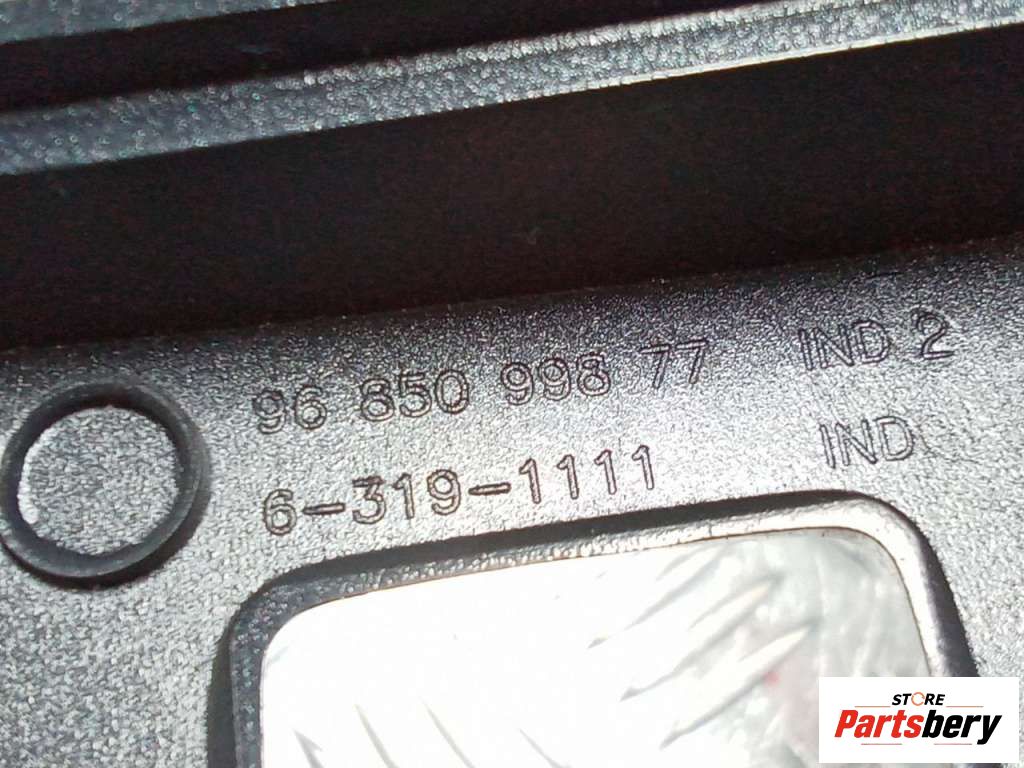 96 850 998 77 IND 2
6-319-1111 IND
STORE
Partsbery